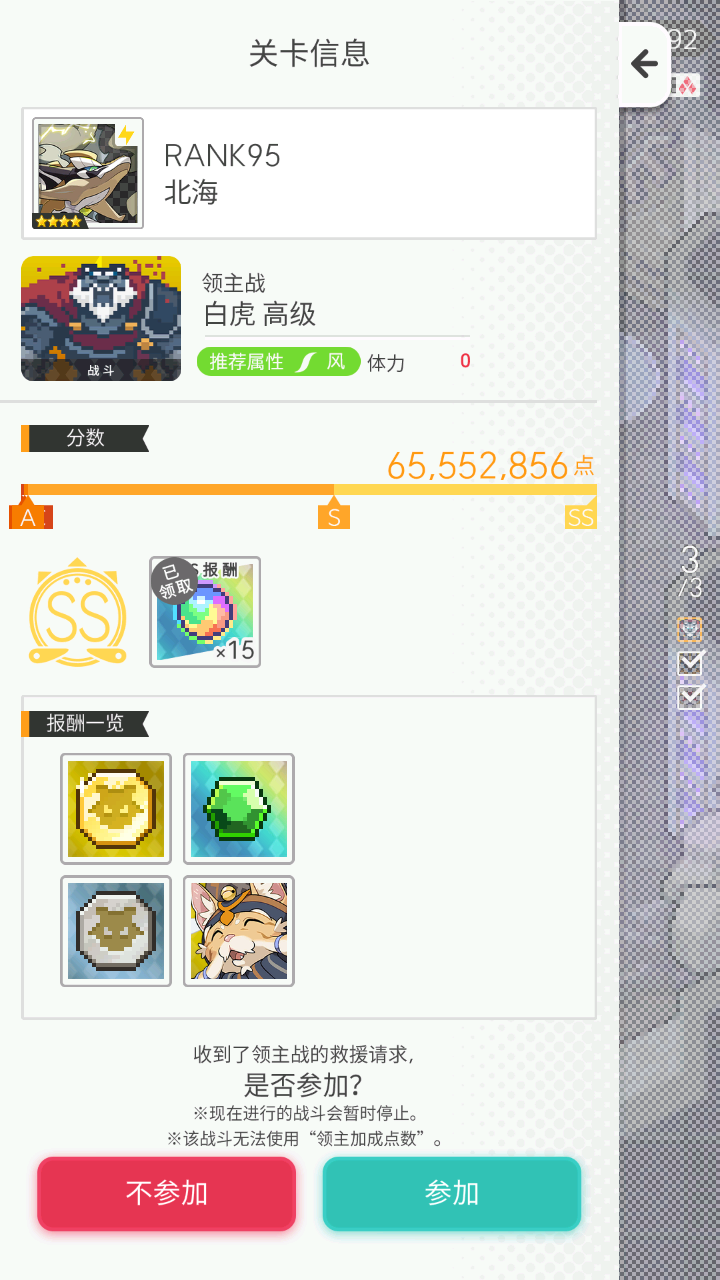 关卡信息
92
RANK95
北海
领主战
白虎 高级
推荐属性 风 体力 0
战斗
分数
65,552,856点
A S SS
SS
已领取
S报酬
×15
3
/3
报酬一览
收到了领主战的救援请求,
是否参加?
※现在进行的战斗会暂时停止。
※该战斗无法使用“领主加成点数”。
不参加 参加